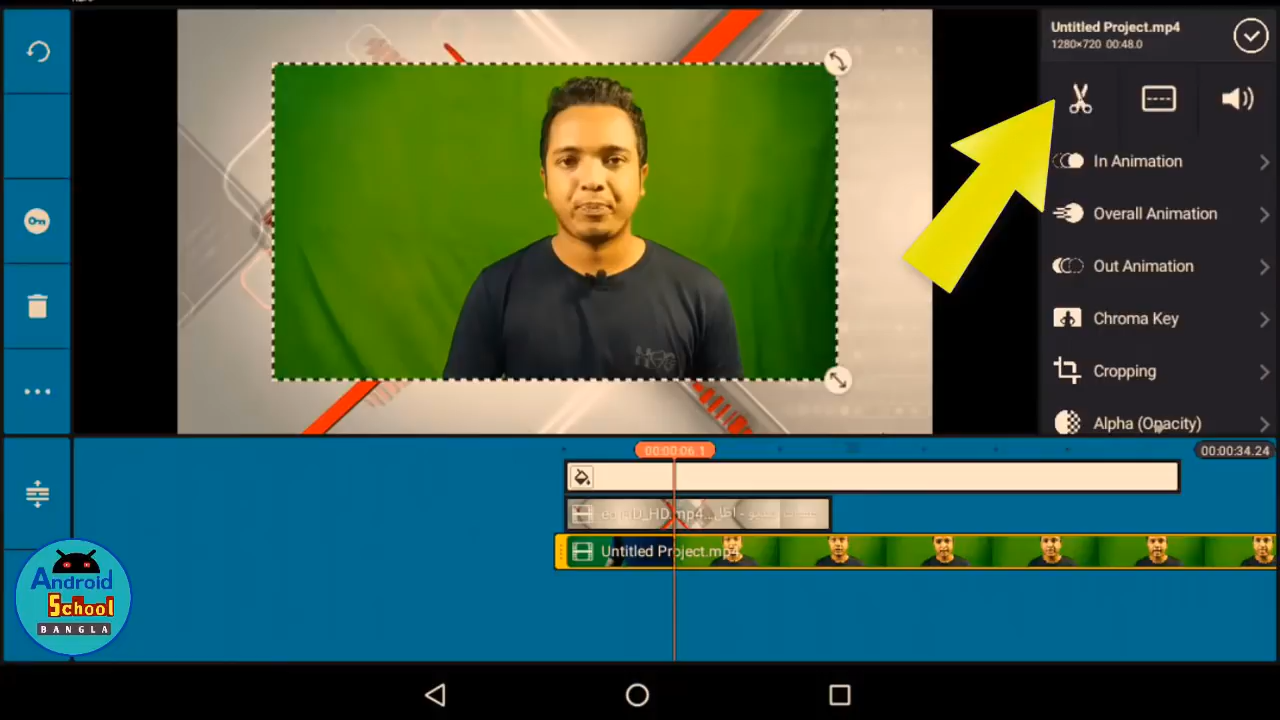 Untitled Project.mp4
1280×720 00:48.0
In Animation
Overall Animation
Out Animation
Chroma Key
Cropping
Alpha (Opacity)
00:00:06.1
00:00:34.24
Untitled Project.mp4
Android
School
BANGLA